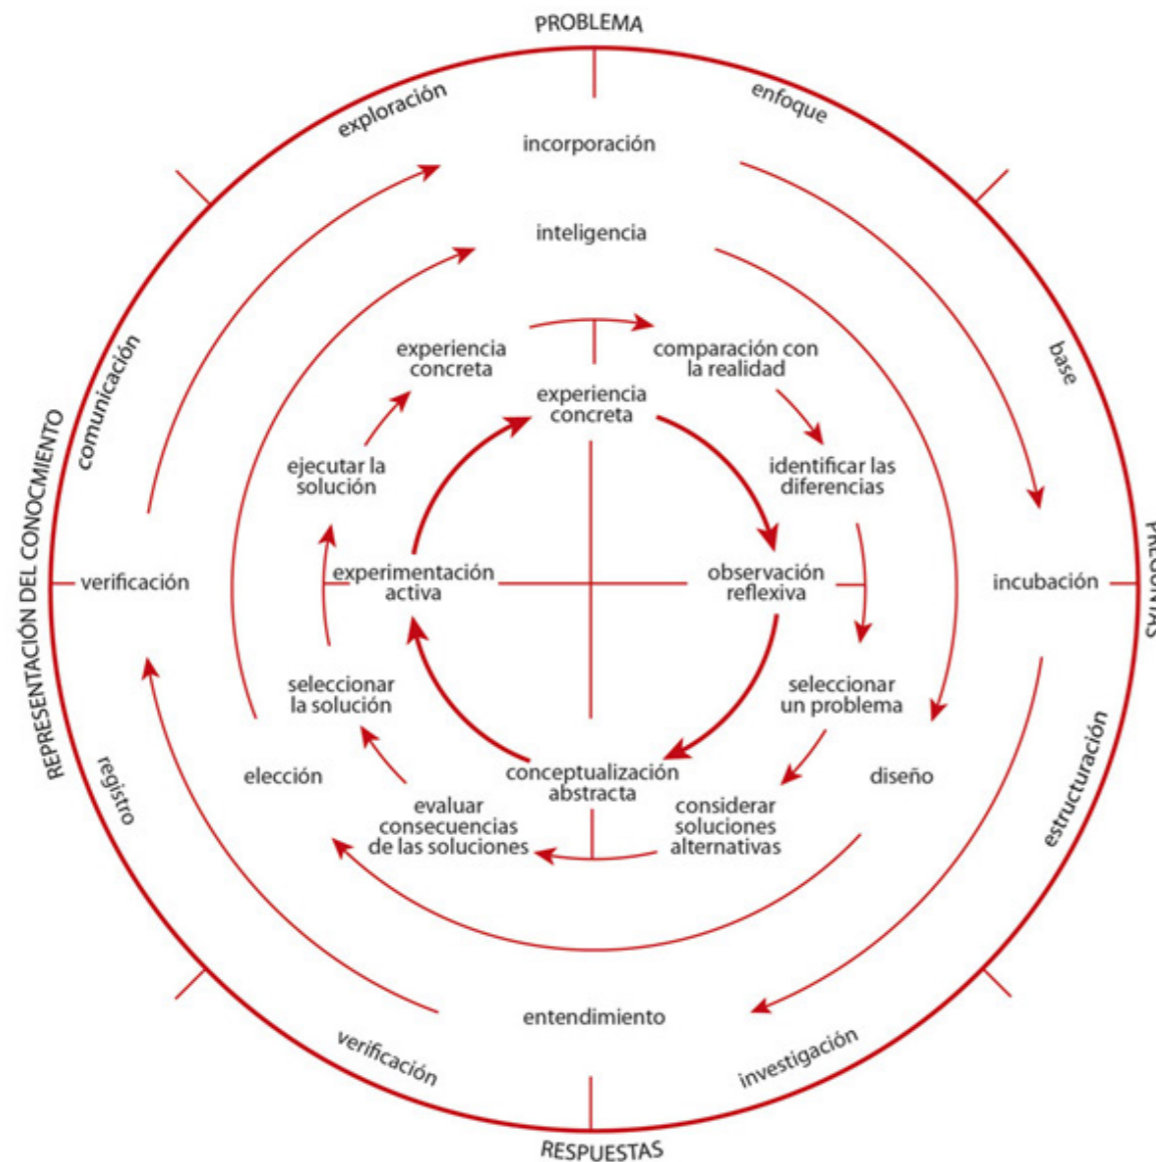 PROBLEMA
exploración
enfoque
incorporación
inteligencia
comunicación
base
experiencia
concreta
comparación con
la realidad
experiencia
concreta
ejecutar la
solución
identificar las
diferencias
REPRESENTACIÓN DEL CONOCMIENTO
verificación
experimentación
activa
observación
reflexiva
incubación
PREGUNTAS
seleccionar
la solución
seleccionar
un problema
registro
elección
conceptualización
abstracta
diseño
estructuración
evaluar
consecuencias
de las soluciones
considerar
soluciones
alternativas
entendimiento
verificación
investigación
RESPUESTAS